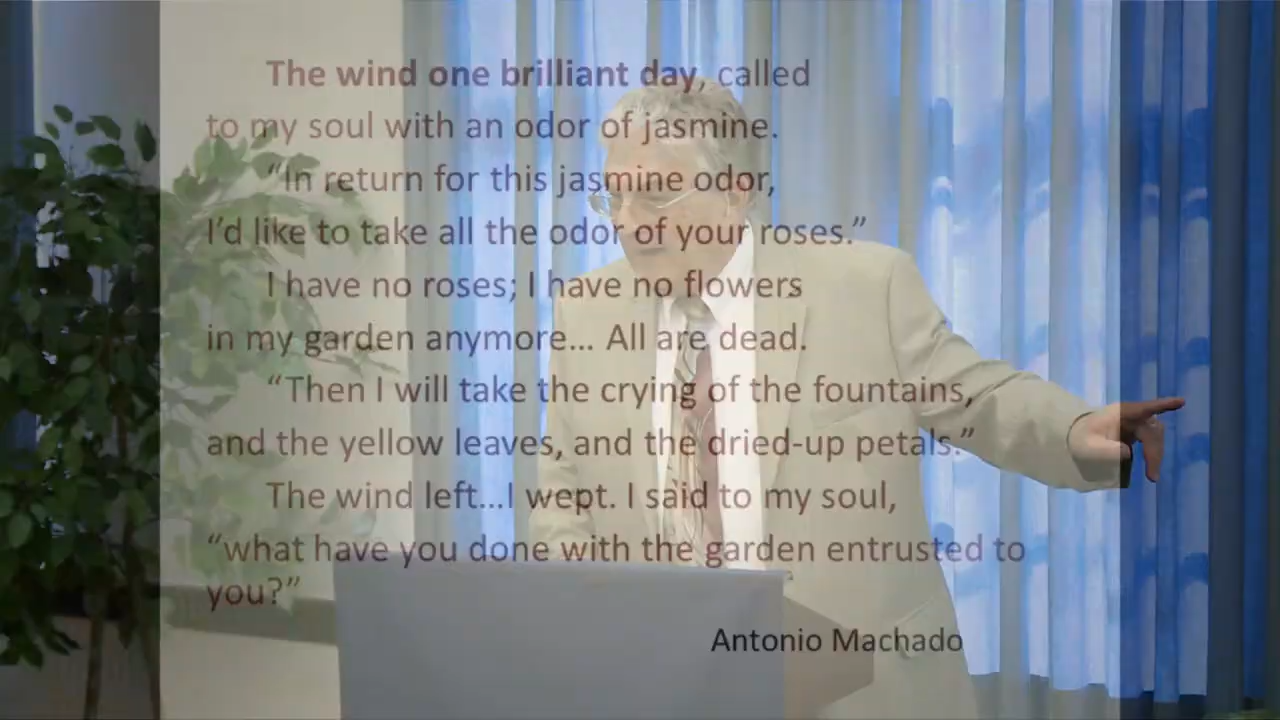 The wind one brilliant day, called
to my soul with an odor of jasmine.
“In return for this jasmine odor,
I’d like to take all the odor of your roses.”
I have no roses; I have no flowers
in my garden anymore... All are dead.
“Then I will take the crying of the fountains,
and the yellow leaves, and the dried-up petals.”
The wind left...I wept. I said to my soul,
“what have you done with the garden entrusted to
you?”
Antonio Machado